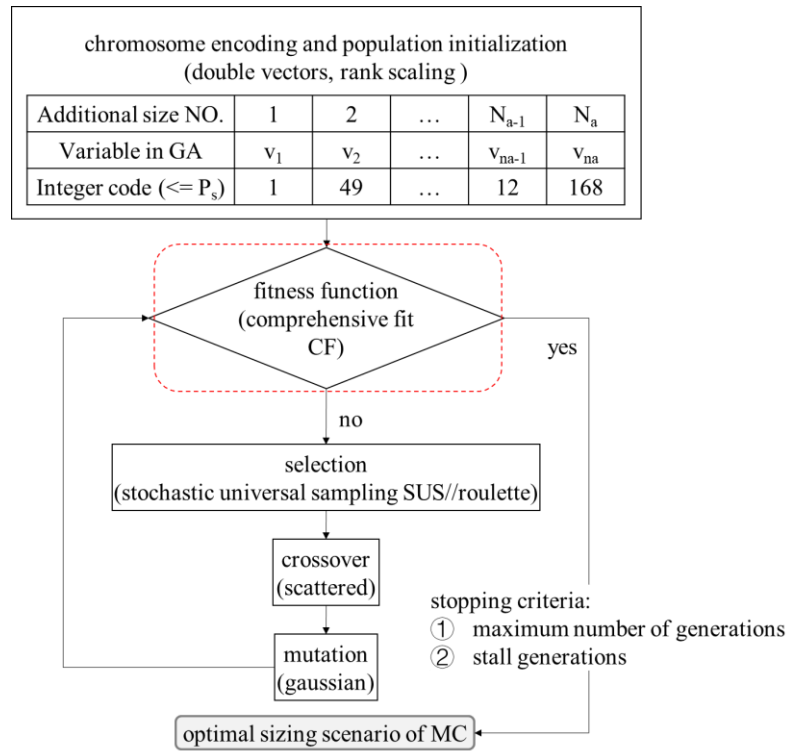 chromosome encoding and population initialization
(double vectors, rank scaling )
Additional size NO. 1 2 … Na-1 Na
Variable in GA v1 v2 … vna-1 vna
Integer code (<= Ps) 1 49 … 12 168
fitness function
(comprehensive fit
CF)
yes
no
selection
(stochastic universal sampling SUS//roulette)
crossover
(scattered)
stopping criteria:
① maximum number of generations
② stall generations
mutation
(gaussian)
optimal sizing scenario of MC